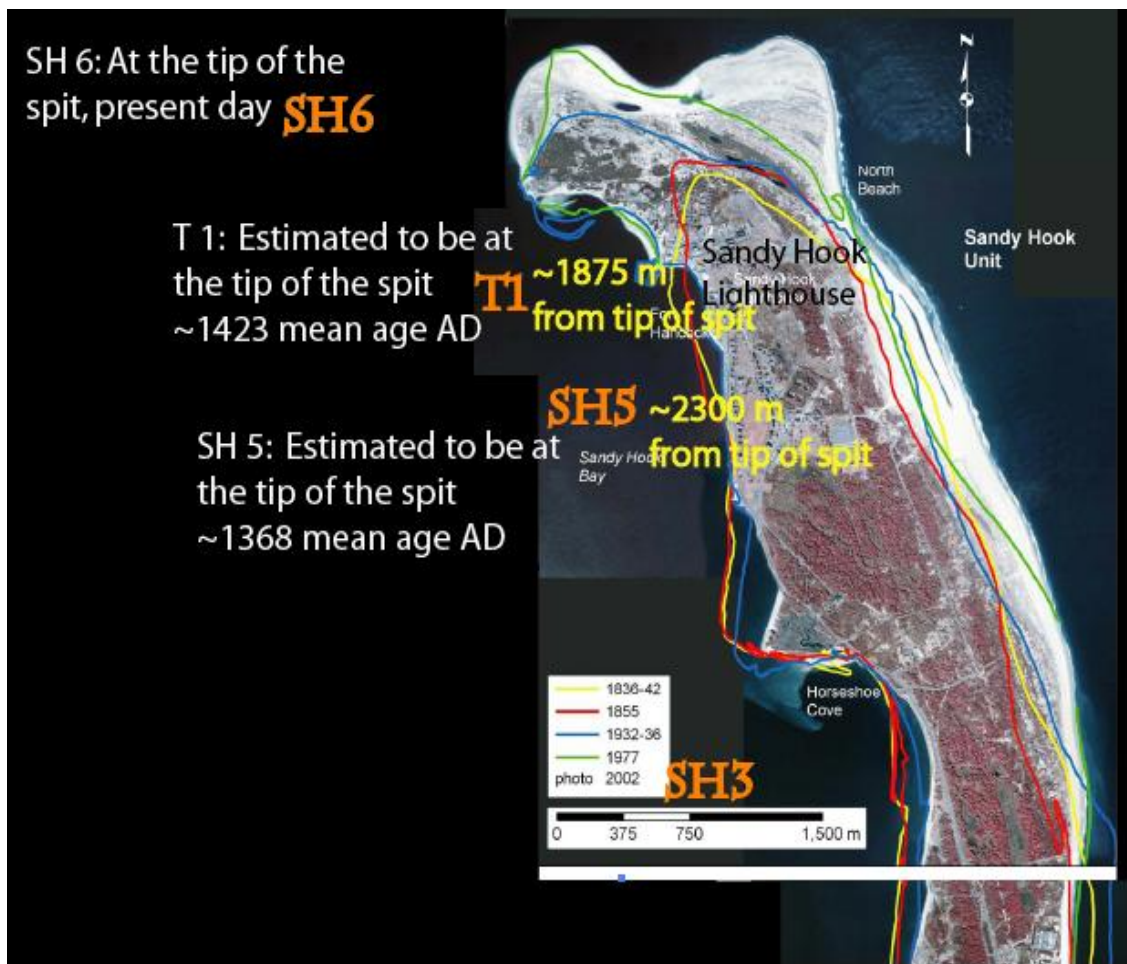 SH 6: At the tip of the
spit, present day SH6
N
North
Beach
T 1: Estimated to be at
the tip of the spit
~1423 mean age AD
T1
~1875 m
from tip of spit
Sandy Hook
Lighthouse
Sandy Hook
Unit
SH 5: Estimated to be at
the tip of the spit
~1368 mean age AD
SH5
~2300 m
from tip of spit
Sandy Hook
Bay
Horseshoe
Cove
1836-42
1855
1932-36
1977
photo 2002
SH3
0 375 750 1,500 m